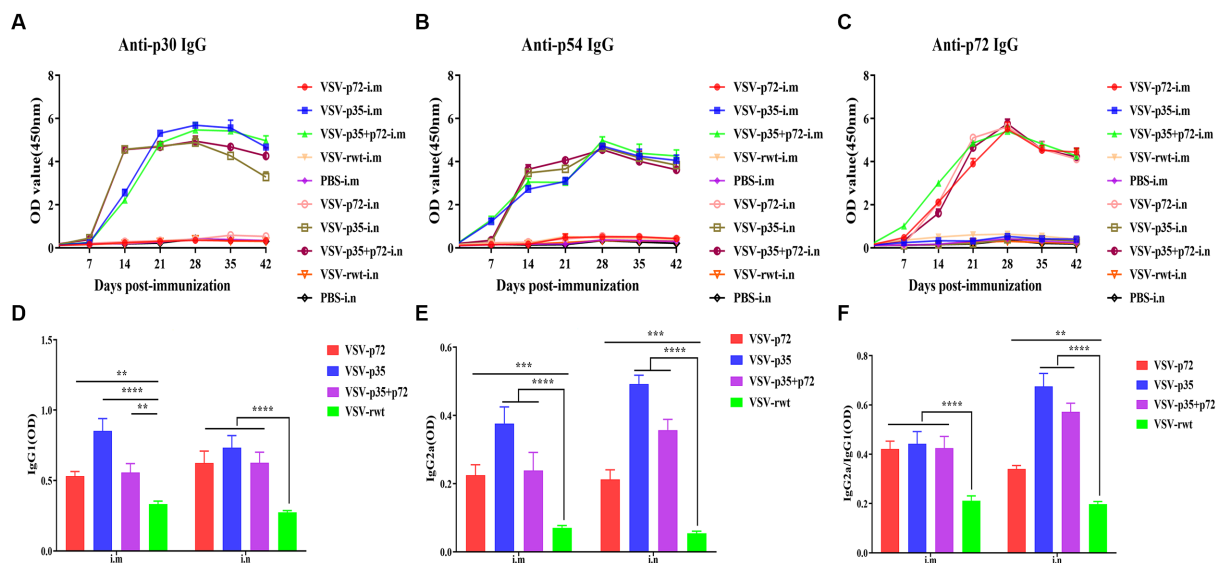 A
Anti-p30 IgG
OD value(450nm)
8
6
4
2
0
7 14 21 28 35 42
Days post-immunization
VSV-p72-i.m
VSV-p35-i.m
VSV-p35+p72-i.m
VSV-rwt-i.m
PBS-i.m
VSV-p72-i.n
VSV-p35-i.n
VSV-p35+p72-i.n
VSV-rwt-i.n
PBS-i.n
B
Anti-p54 IgG
OD value(450nm)
8
6
4
2
0
7 14 21 28 35 42
Days post-immunization
VSV-p72-i.m
VSV-p35-i.m
VSV-p35+p72-i.m
VSV-rwt-i.m
PBS-i.m
VSV-p72-i.n
VSV-p35-i.n
VSV-p35+p72-i.n
VSV-rwt-i.n
PBS-i.n
C
Anti-p72 IgG
OD value(450nm)
8
6
4
2
0
7 14 21 28 35 42
Days post-immunization
VSV-p72-i.m
VSV-p35-i.m
VSV-p35+p72-i.m
VSV-rwt-i.m
PBS-i.m
VSV-p72-i.n
VSV-p35-i.n
VSV-p35+p72-i.n
VSV-rwt-i.n
PBS-i.n
D
IgG1(OD)
1.5
1.0
0.5
0.0
**
****
**
****
i.m i.n
VSV-p72
VSV-p35
VSV-p35+p72
VSV-rwt
E
IgG2a(OD)
0.6
0.4
0.2
0.2
***
****
***
****
i.m i.n
VSV-p72
VSV-p35
VSV-p35+p72
VSV-rwt
F
IgG2a/IgG1(OD)
0.8
0.6
0.4
0.2
0.0
****
**
****
i.m i.n
VSV-p72
VSV-p35
VSV-p35+p72
VSV-rwt